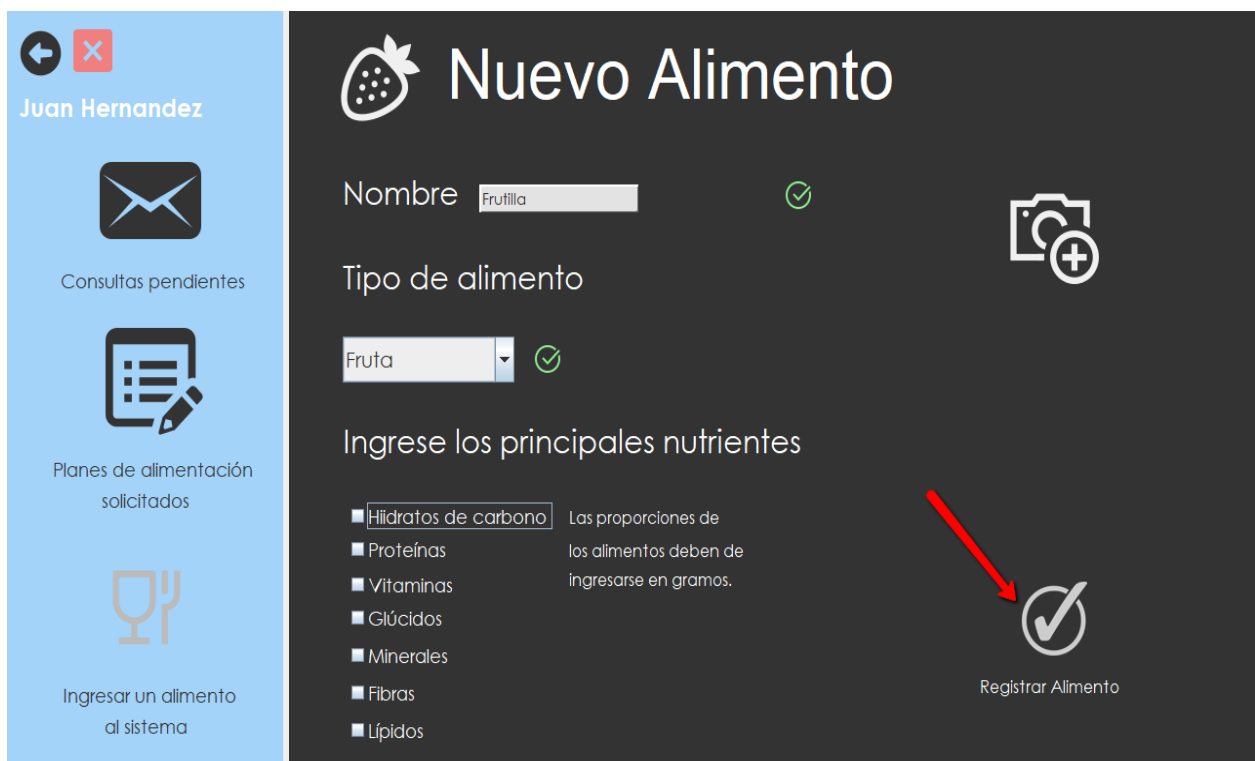 Juan Hernandez
Consultas pendientes
Planes de alimentación
solicitados
Ingresar un alimento
al sistema
Nuevo Alimento
Nombre Frutilla
Tipo de alimento
Fruta
Ingrese los principales nutrientes
Hiidratos de carbono
Proteínas
Vitaminas
Glúcidos
Minerales
Fibras
Lípidos
Las proporciones de
los alimentos deben de
ingresarse en gramos.
Registrar Alimento